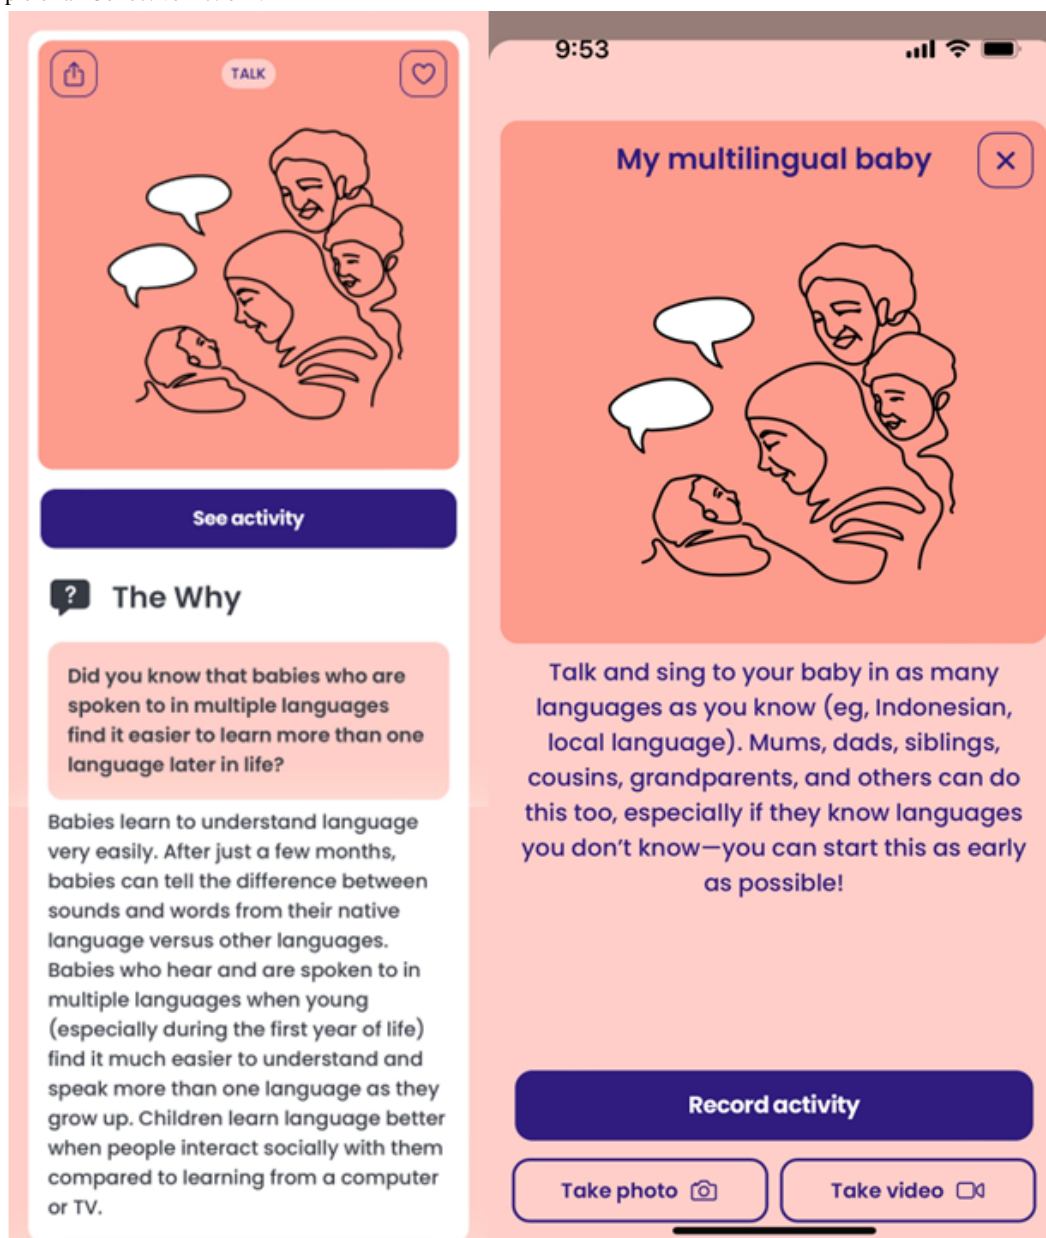 TALK
See activity
The Why
Did you know that babies who are
spoken to in multiple languages
find it easier to learn more than one
language later in life?
Babies learn to understand language
very easily. After just a few months,
babies can tell the difference between
sounds and words from their native
language versus other languages.
Babies who hear and are spoken to in
multiple languages when young
(especially during the first year of life)
find it much easier to understand and
speak more than one language as they
grow up. Children learn language better
when people interact socially with them
compared to learning from a computer
or TV.
9:53
My multilingual baby
Talk and sing to your baby in as many
languages as you know (eg, Indonesian,
local language). Mums, dads, siblings,
cousins, grandparents, and others can do
this too, especially if they know languages
you don't know—you can start this as early
as possible!
Record activity
Take photo
Take video